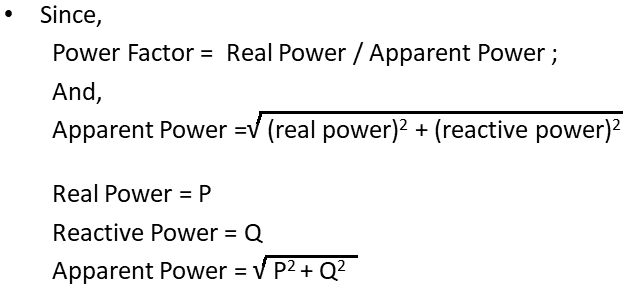 • Since,
Power Factor = Real Power / Apparent Power ;
And,
Apparent Power =√ (real power)² + (reactive power)²
Real Power = P
Reactive Power = Q
Apparent Power = √ P² + Q²